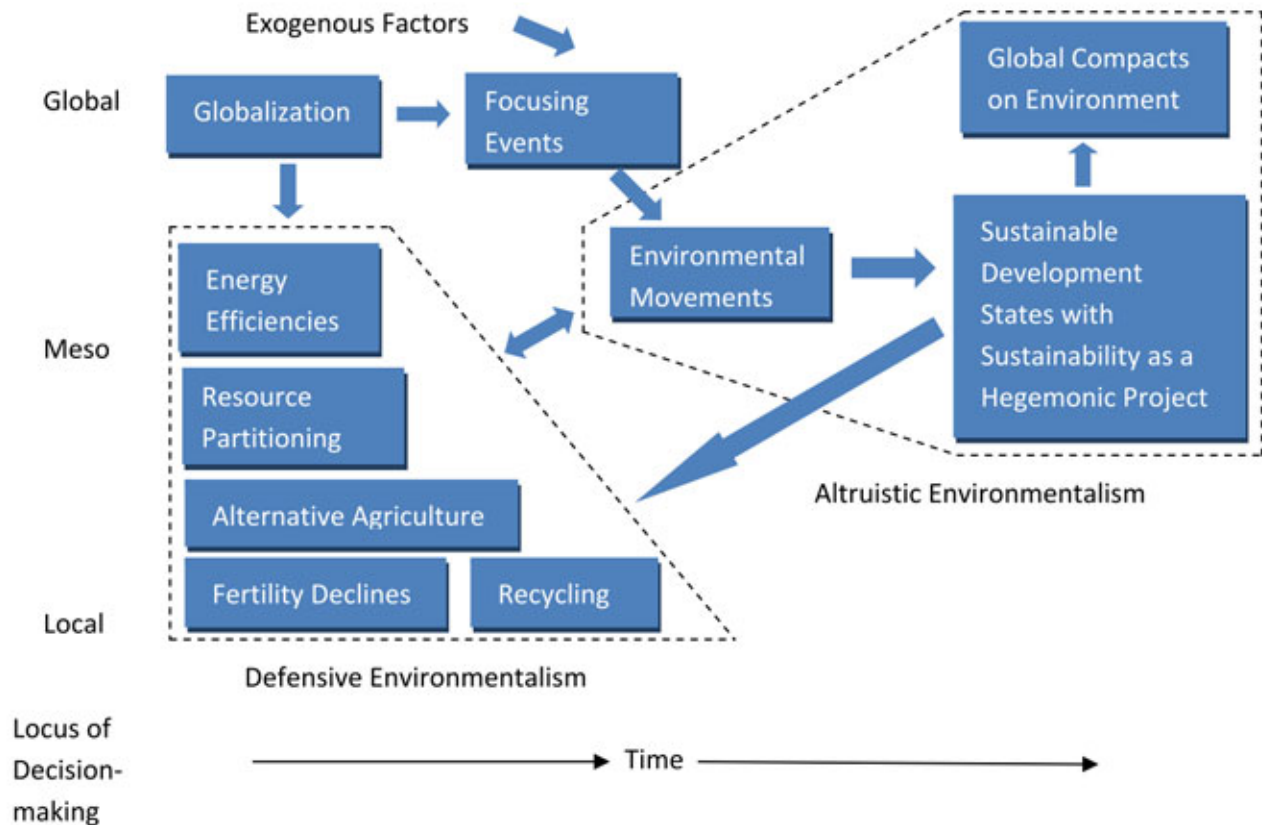 Exogenous Factors
Global
Globalization
Focusing
Events
Global Compacts
on Environment
Meso
Energy
Efficiencies
Environmental
Movements
Sustainable
Development
States with
Sustainability as a
Hegemonic Project
Resource
Partitioning
Alternative Agriculture
Altruistic Environmentalism
Local
Fertility Declines
Recycling
Defensive Environmentalism
Locus of
Decision-
making
Time